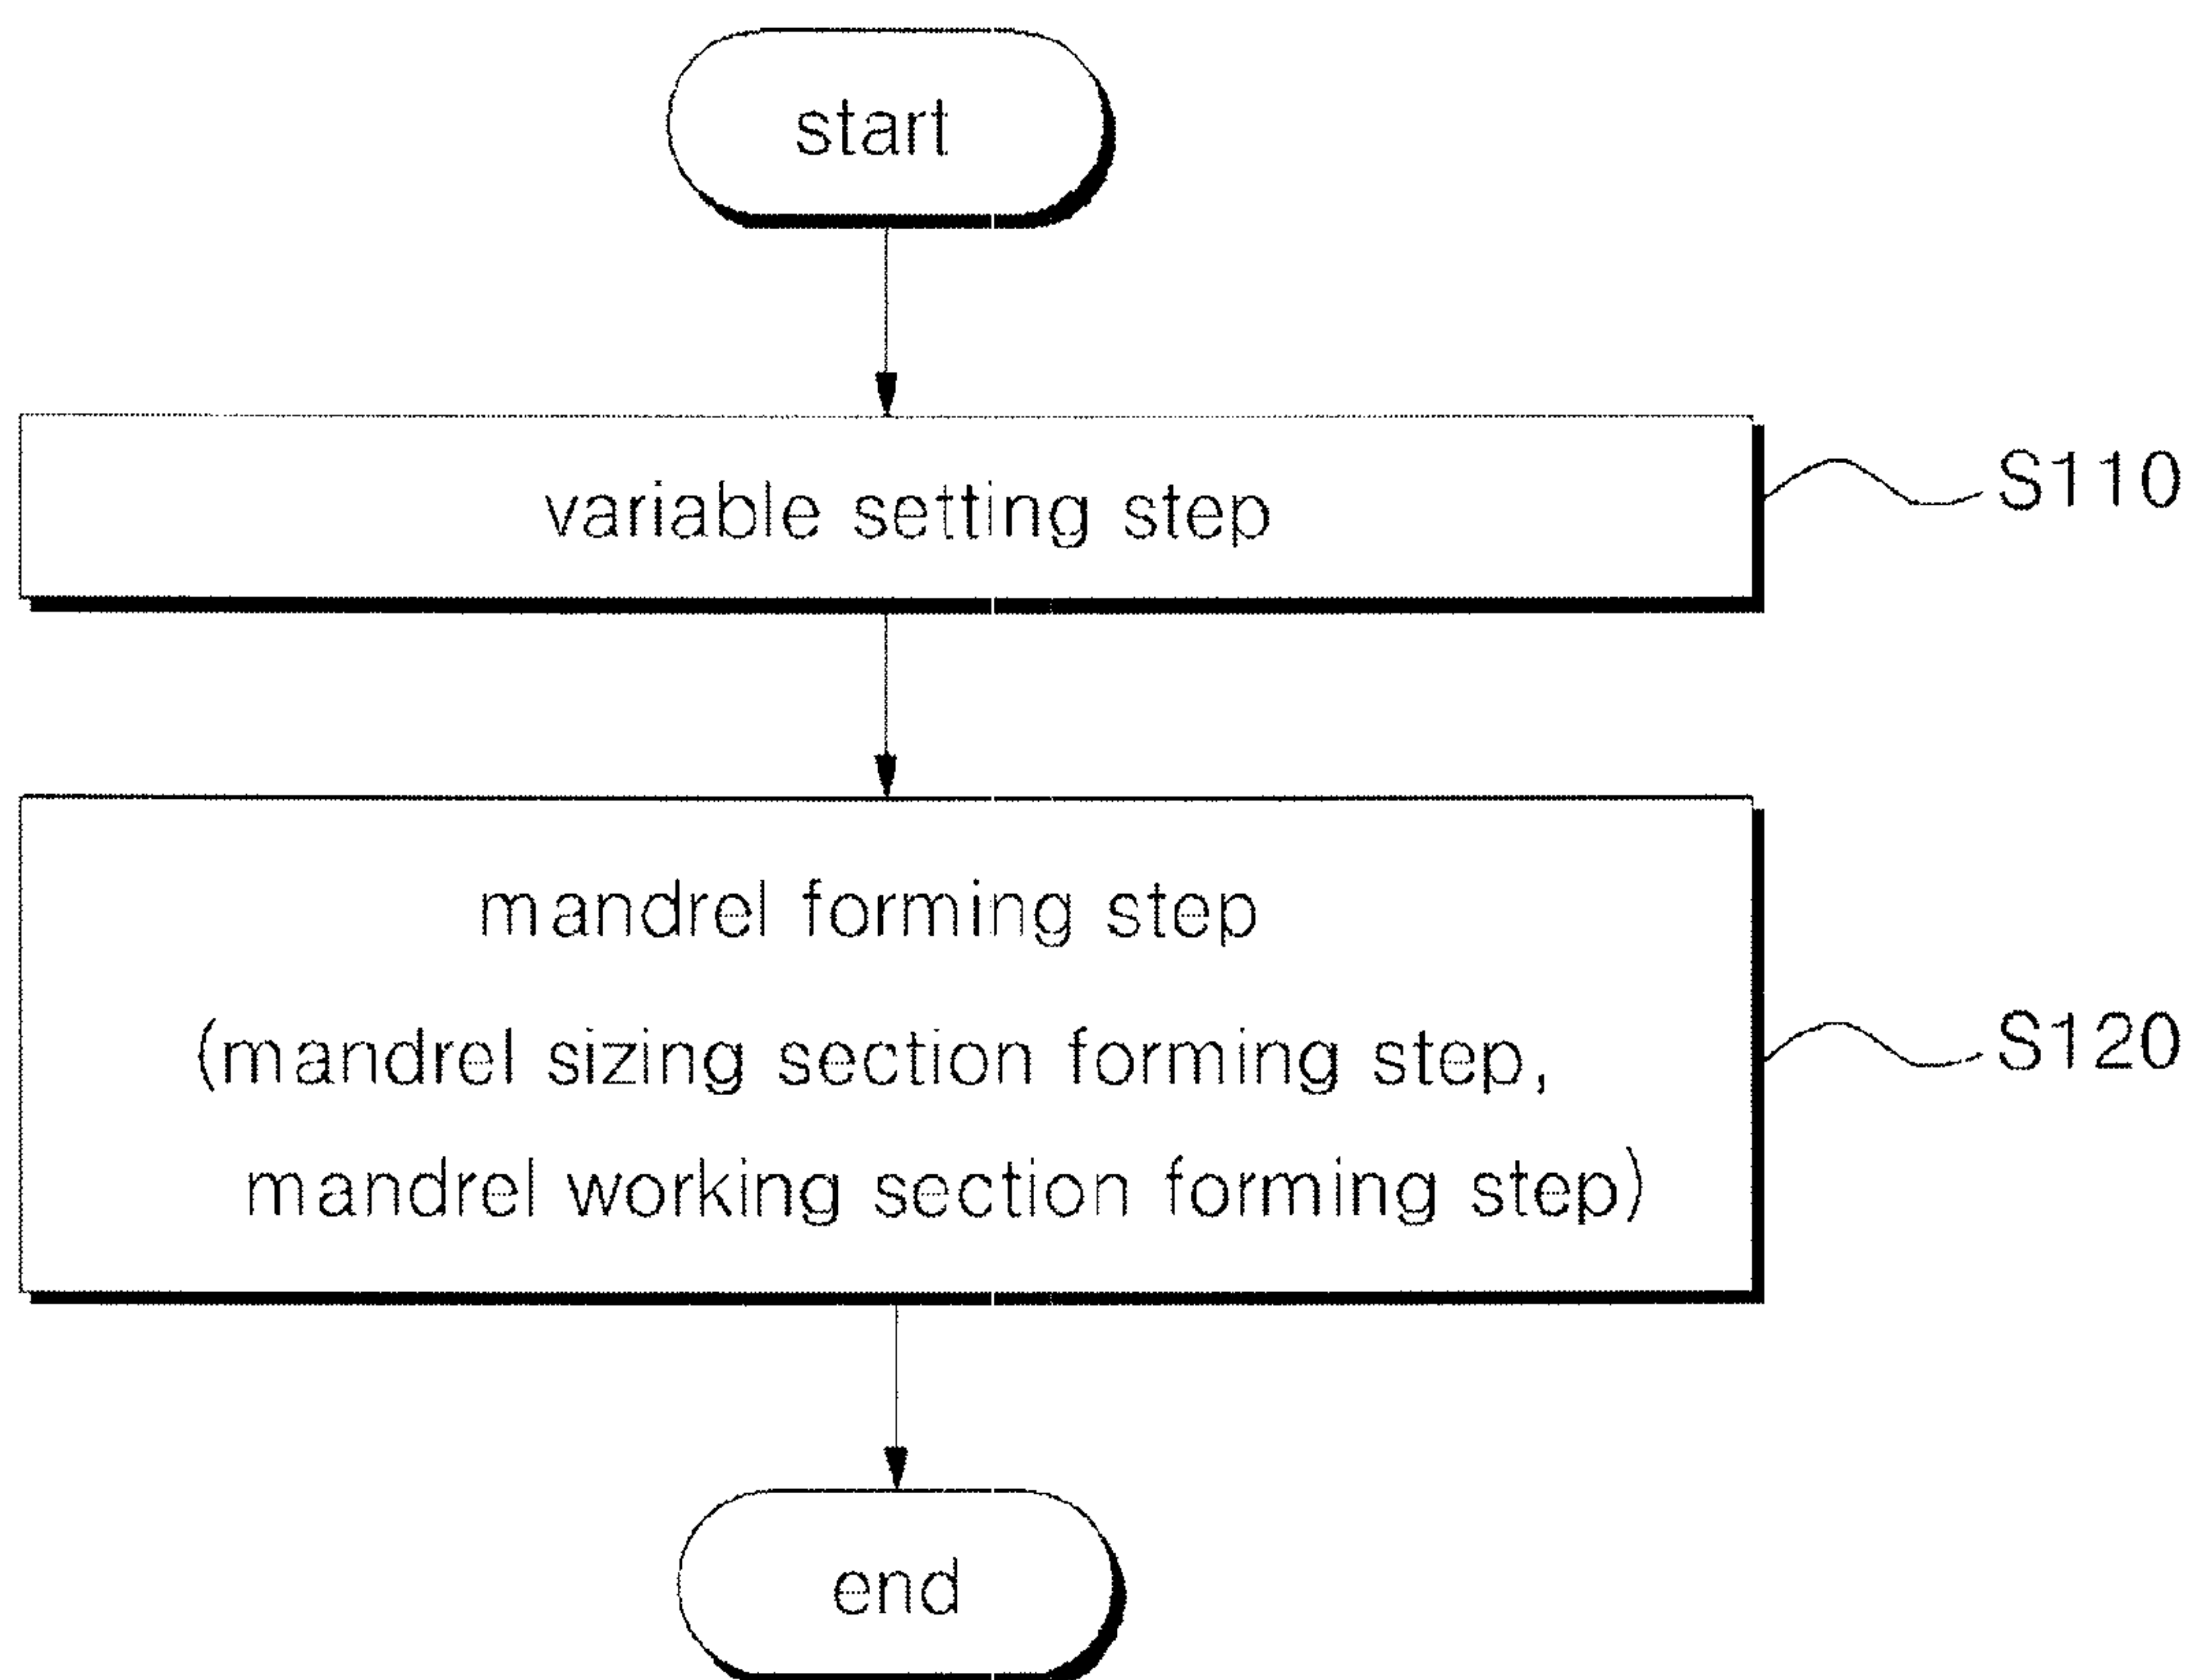 start
variable setting step
S110
mandrel forming step
(mandrel sizing section forming step,
mandrel working section forming step)
S120
end